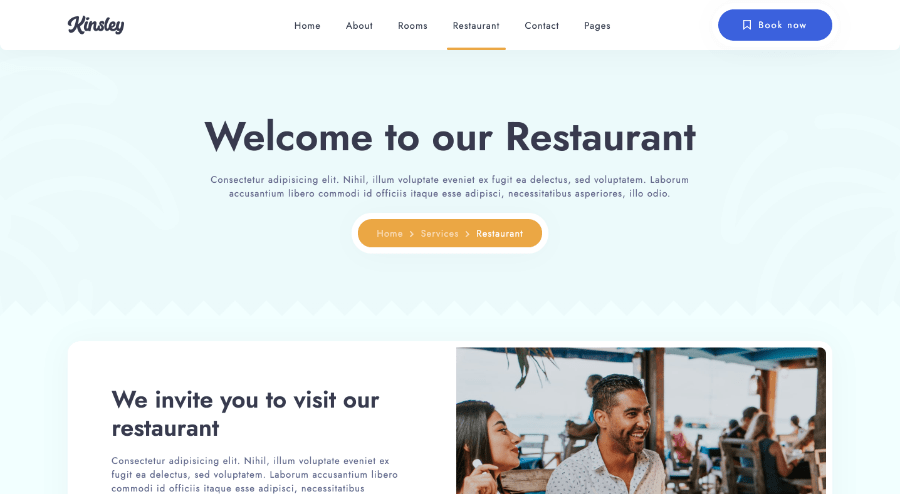 Kinsley
Home About Rooms Restaurant Contact Pages
Book now
Welcome to our Restaurant
Consectetur adipisicing elit. Nihil, illum voluptate eveniet ex fugit ea delectus, sed voluptatem. Laborum
accusantium libero commodi id officiis itaque esse adipisci, necessitatibus asperiores, illo odio.
Home > Services > Restaurant
We invite you to visit our
restaurant
Consectetur adipisicing elit. Nihil, illum voluptate eveniet ex
fugit ea delectus, sed voluptatem. Laborum accusantium libero
commodi id officiis itaque esse adipisci, necessitatibus